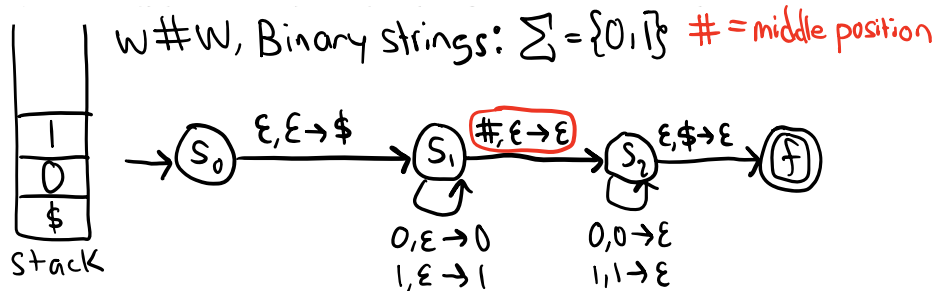 w#w, Binary strings: Σ={0,1} # = middle position
1
0
$
stack
S₀
ε,ε→$
S₁
#,ε→ε
S₂
ε,$→ε
f
0,ε→0
1,ε→1
0,0→ε
1,1→ε